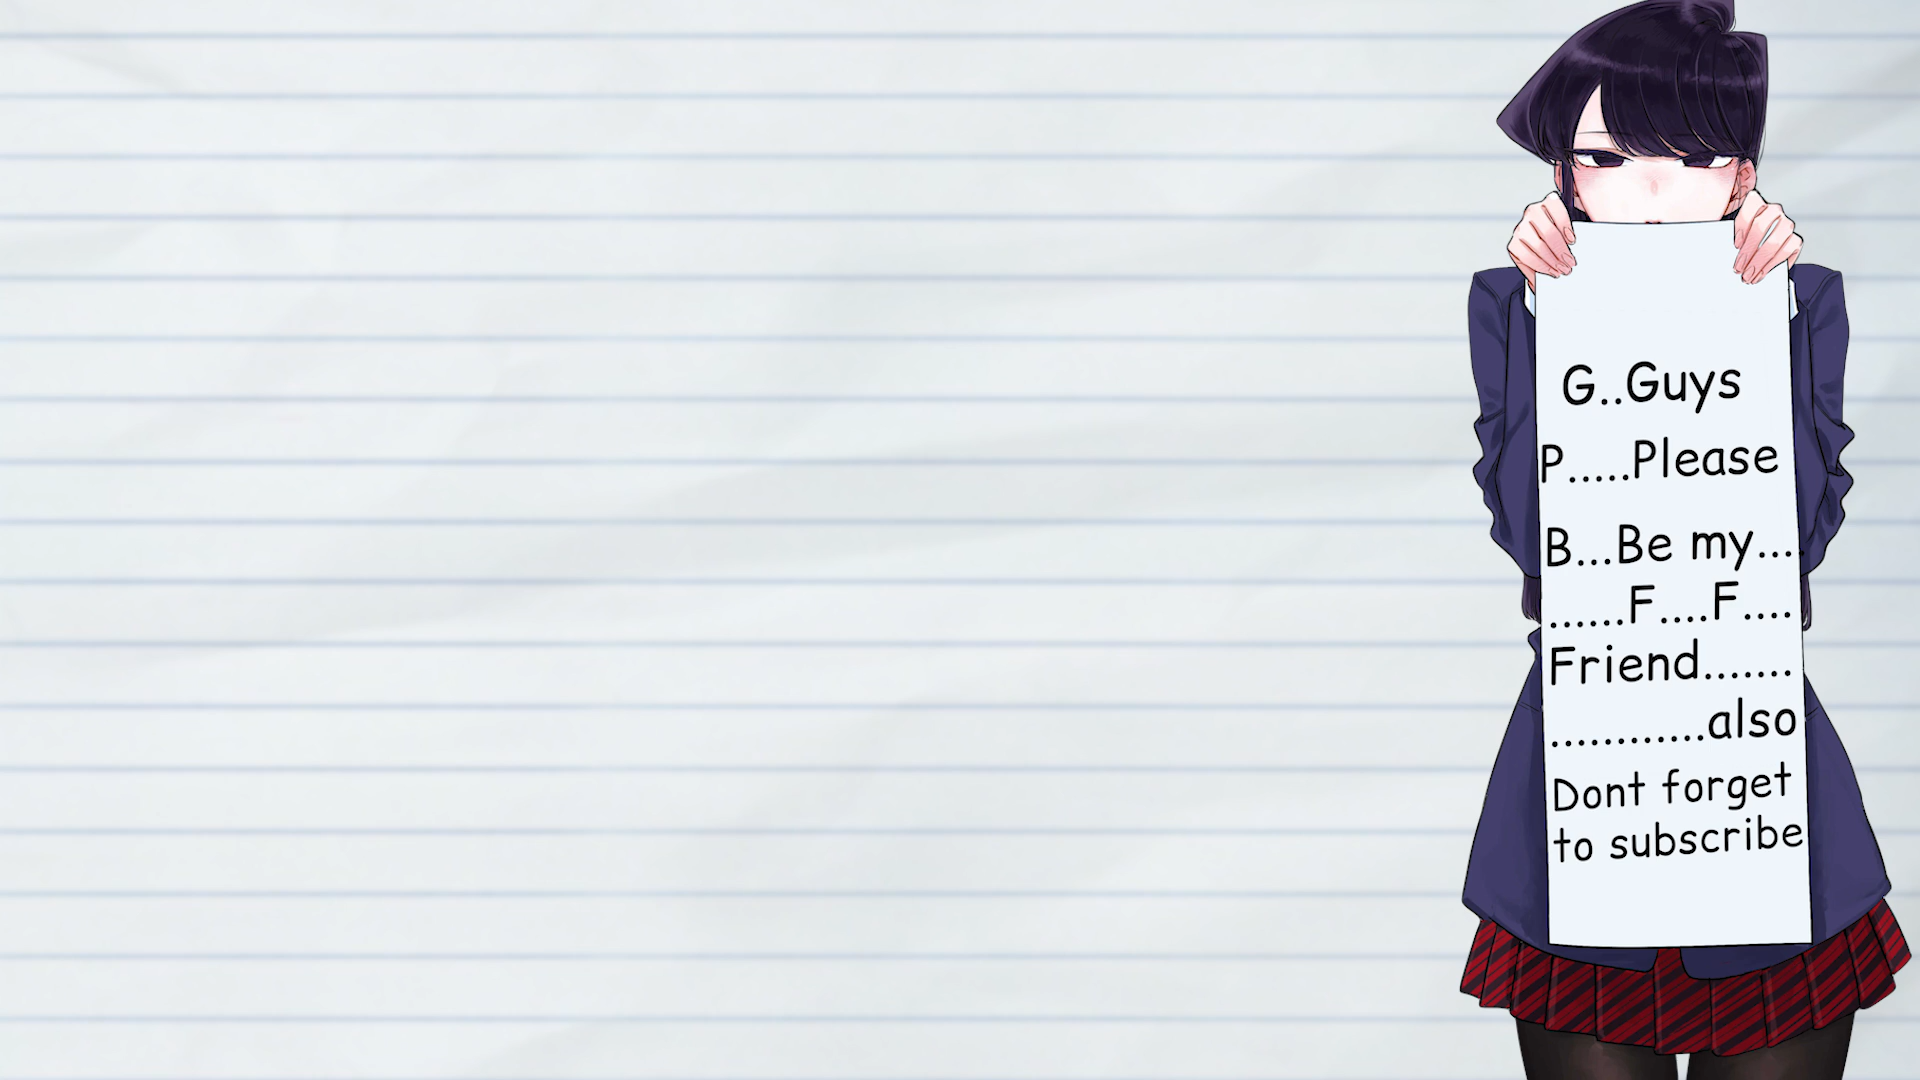 G..Guys
P.....Please
B...Be my....
......F....F....
Friend.......
............also
Dont forget
to subscribe